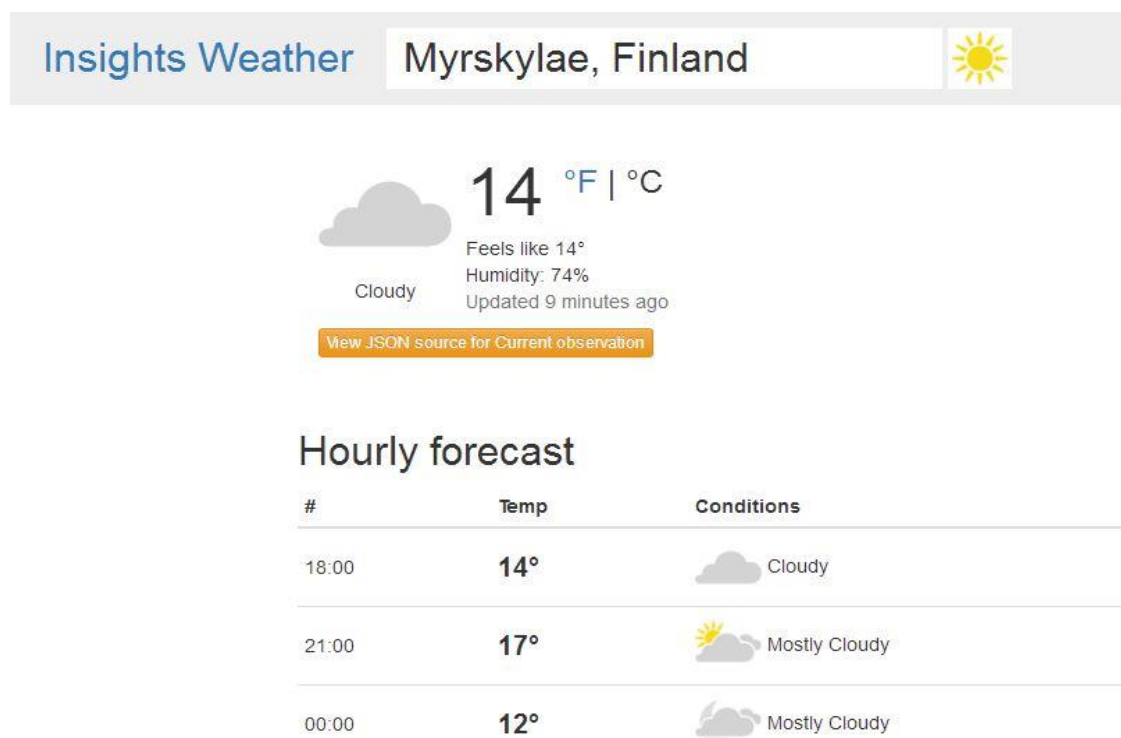 Insights Weather Myrskylae, Finland
14 °F | °C
Feels like 14°
Humidity: 74%
Cloudy
Updated 9 minutes ago
View JSON source for Current observation
Hourly forecast
# Temp Conditions
18:00 14° Cloudy
21:00 17° Mostly Cloudy
00:00 12° Mostly Cloudy